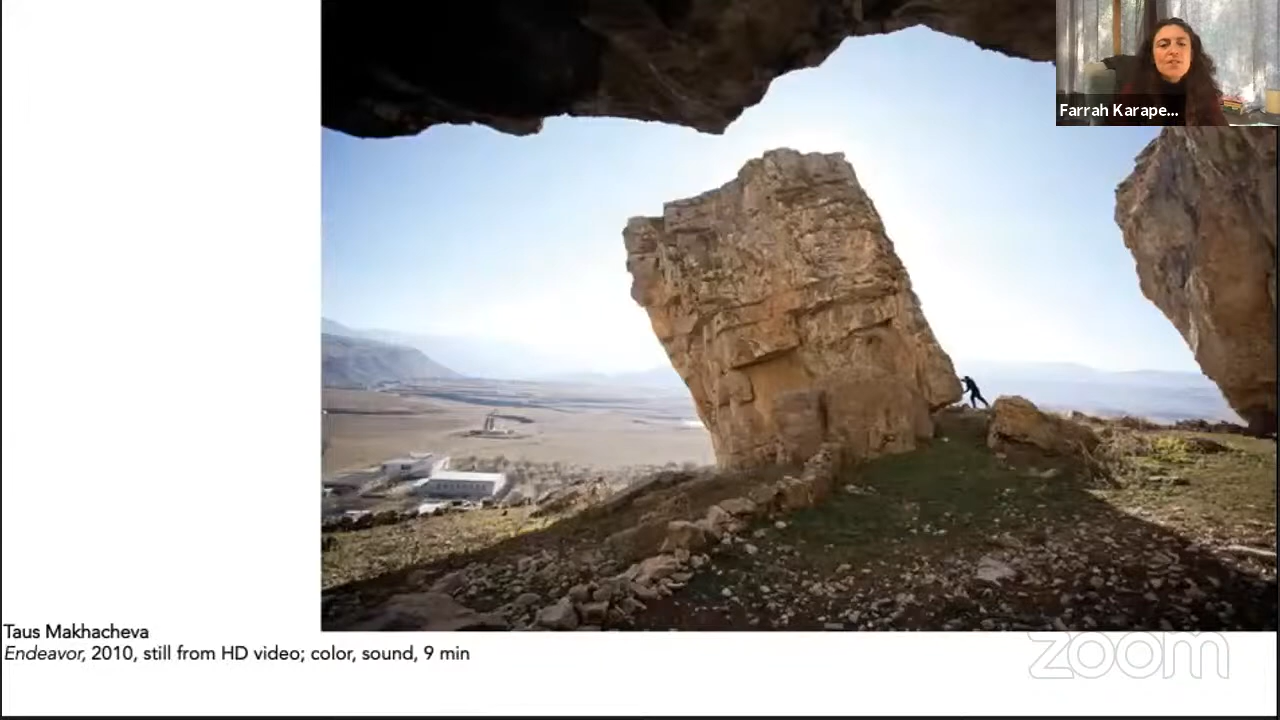 Farrah Karape...
Taus Makhacheva
Endeavor, 2010, still from HD video; color, sound, 9 min
zoom